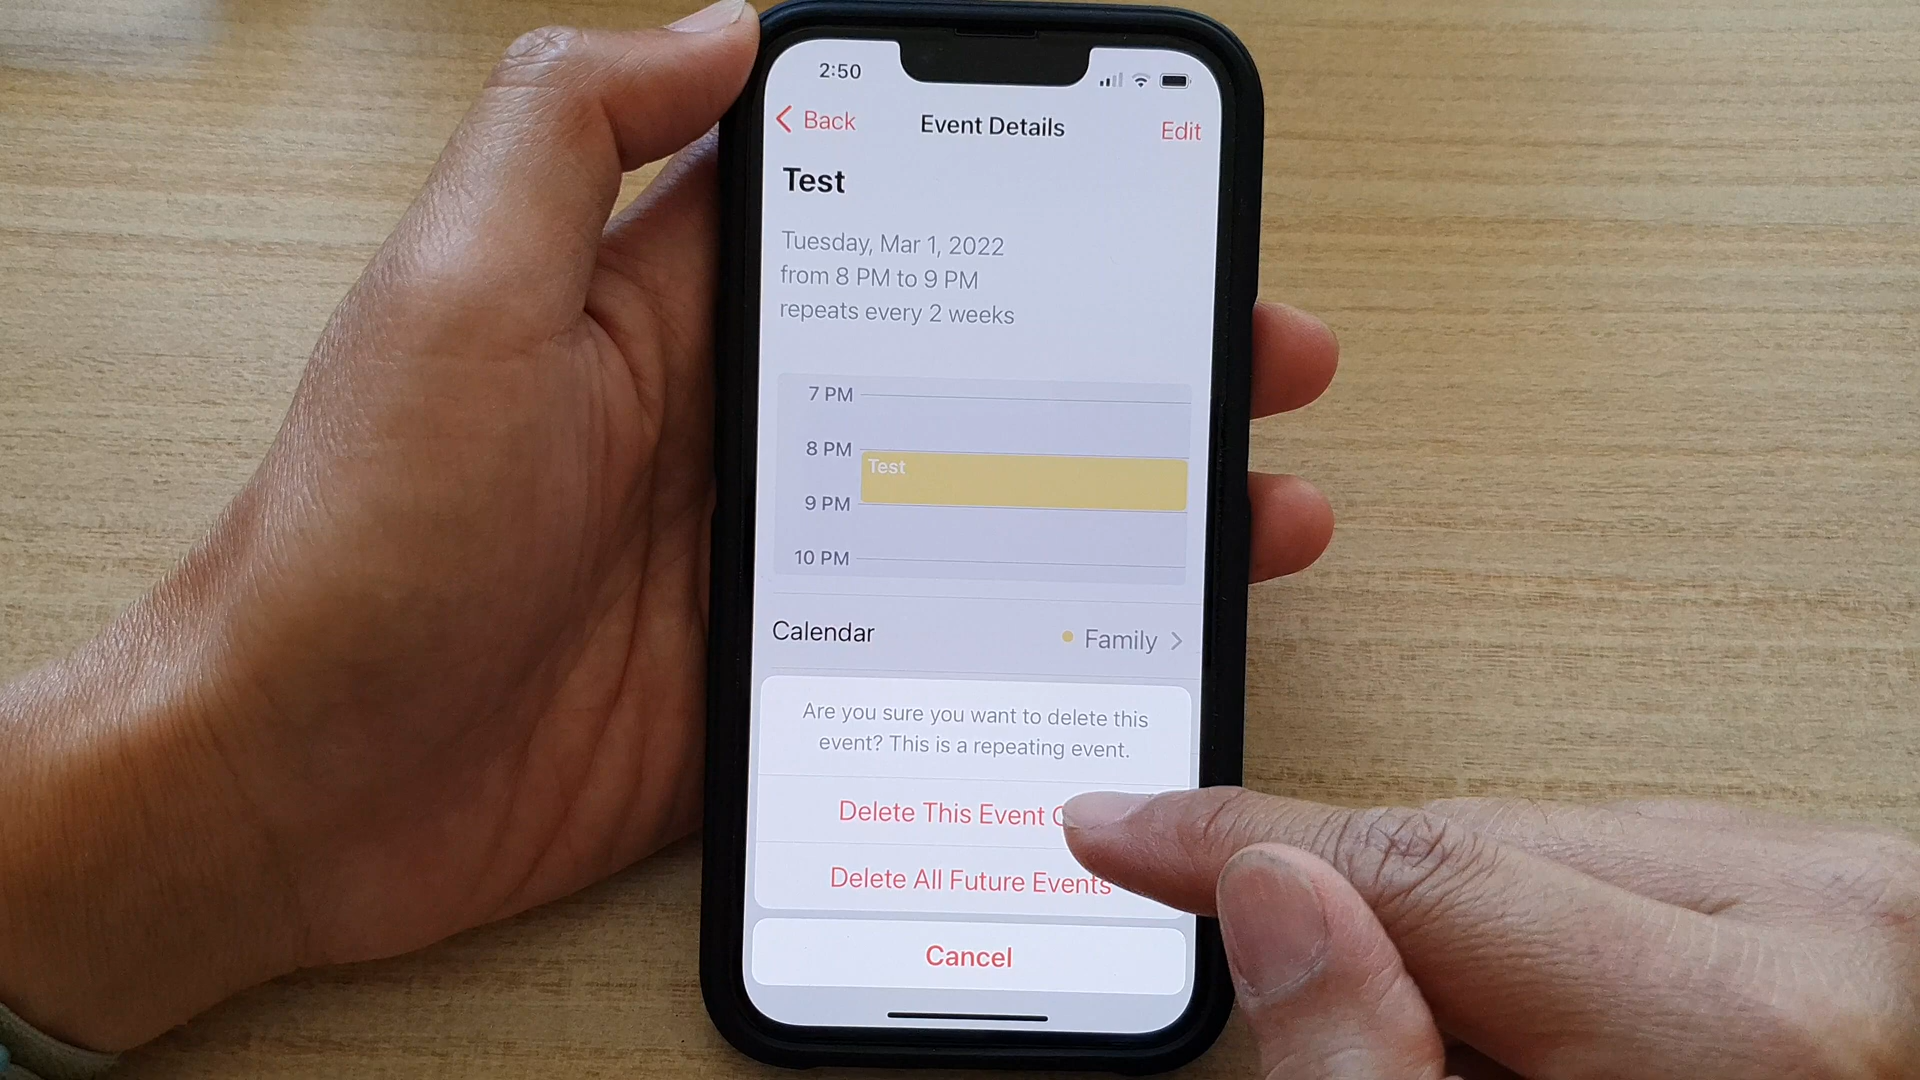 2:50
Back
Event Details
Edit
Test
Tuesday, Mar 1, 2022
from 8 PM to 9 PM
repeats every 2 weeks
7 PM
8 PM
Test
9 PM
10 PM
Calendar
Family
Are you sure you want to delete this
event? This is a repeating event.
Delete This Event
Delete All Future Events
Cancel